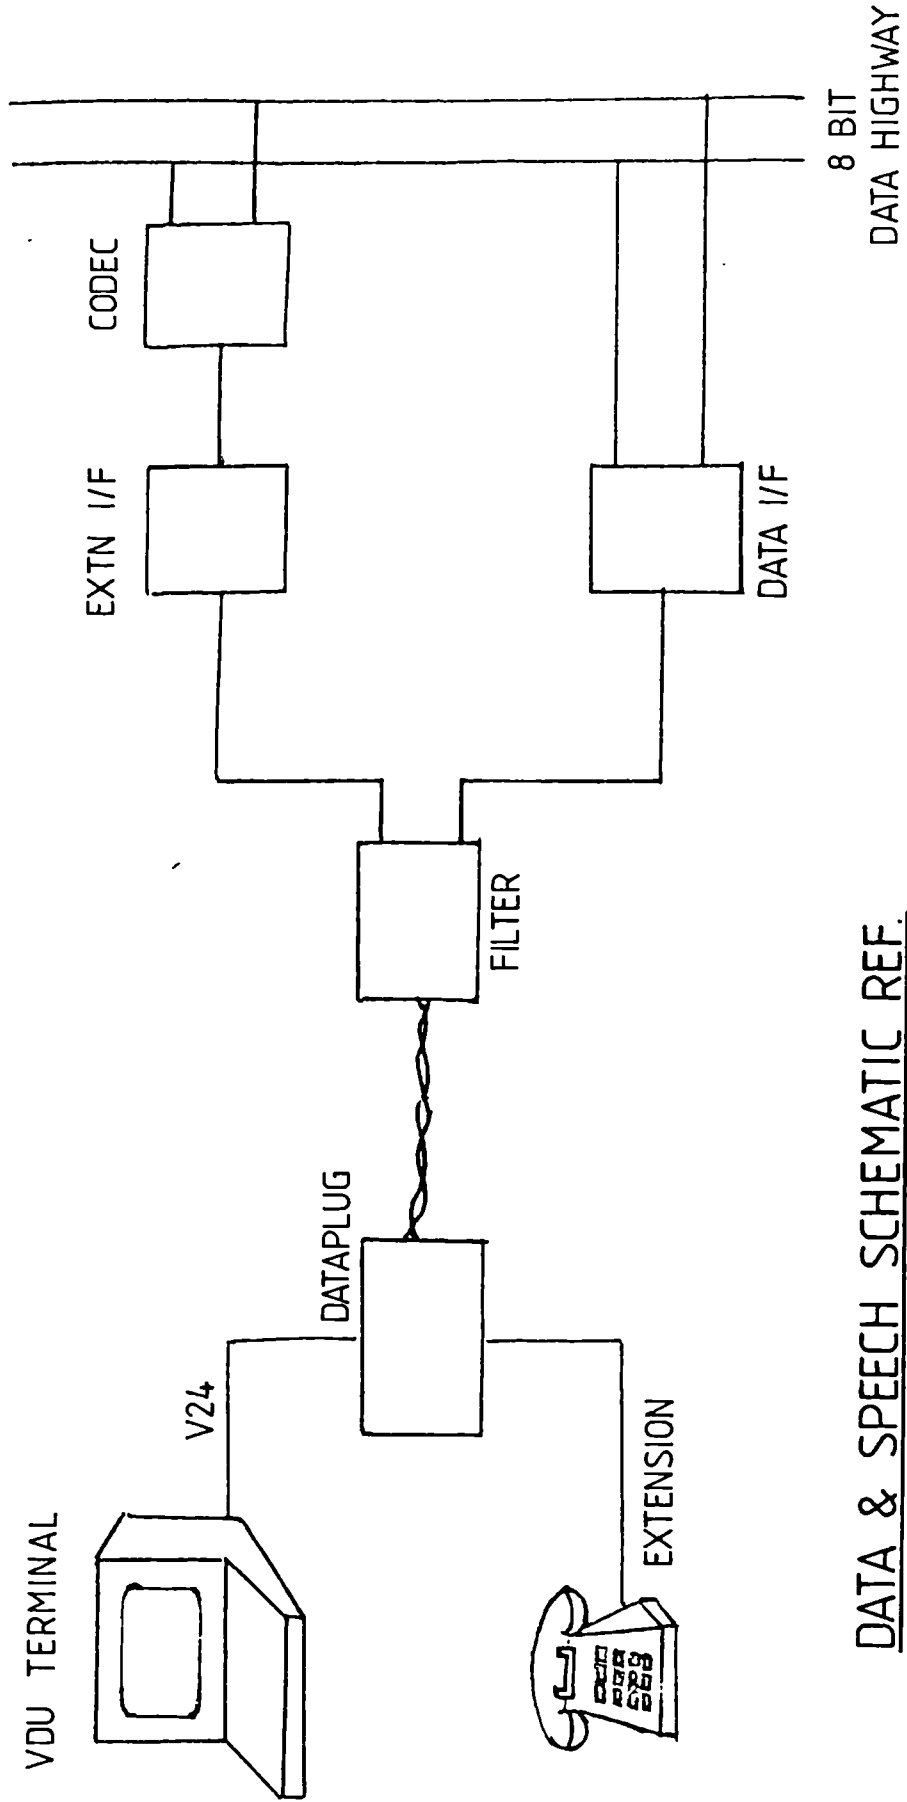 VDU TERMINAL
V24
DATAPLUG
EXTENSION
FILTER
EXTN I/F
CODEC
DATA I/F
8 BIT
DATA HIGHWAY
DATA & SPEECH SCHEMATIC REF.